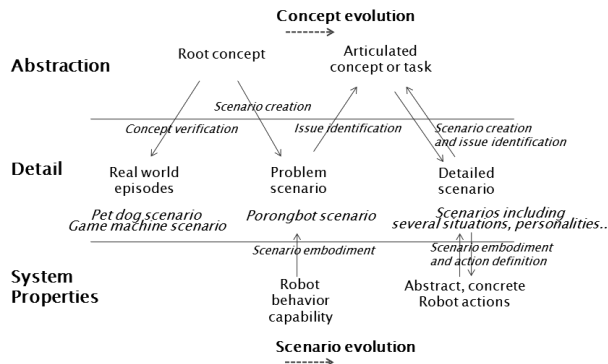 Concept evolution
Abstraction
Root concept
Articulated
concept or task
Scenario creation
Concept verification
Issue identification
Scenario creation
and issue identification
Detail
Real world
episodes
Problem
scenario
Detailed
scenario
Pet dog scenario
Game machine scenario
Porongbot scenario
Scenarios including
several situations, personalities..
Scenario embodiment
Scenario embodiment
and action definition
System
Properties
Robot
behavior
capability
Abstract, concrete
Robot actions
Scenario evolution